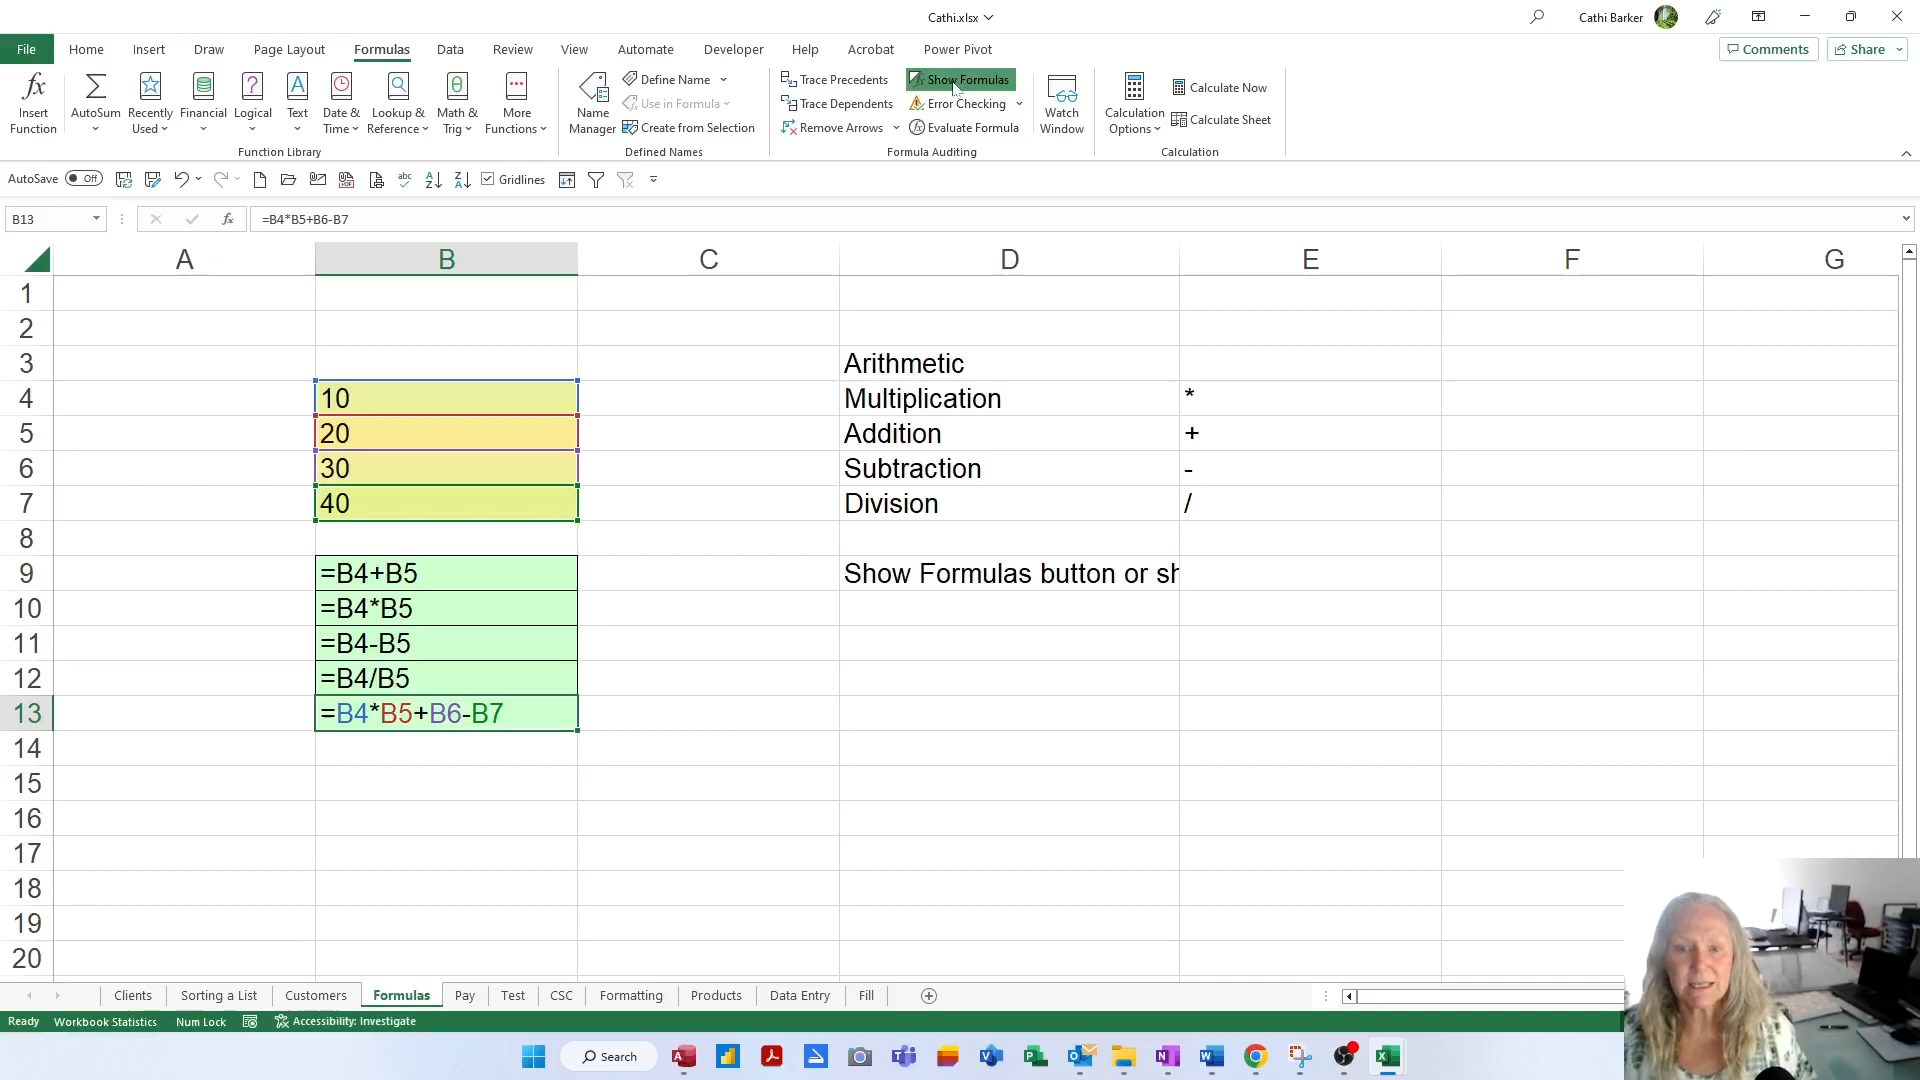 Cathi.xlsx
Cathi Barker
File Home Insert Draw Page Layout Formulas Data Review View Automate Developer Help Acrobat Power Pivot
Comments Share
Insert Function
AutoSum
Recently Used
Financial
Logical
Text
Date & Time
Lookup & Reference
Math & Trig
More Functions
Function Library
Name Manager
Define Name
Use in Formula
Create from Selection
Defined Names
Trace Precedents
Trace Dependents
Remove Arrows
Show Formulas
Error Checking
Evaluate Formula
Formula Auditing
Watch Window
Calculation Options
Calculate Now
Calculate Sheet
Calculation
AutoSave Off
Gridlines
B13 fx =B4*B5+B6-B7
A B C D E F G
1
2
3 Arithmetic
4 10 Multiplication *
5 20 Addition +
6 30 Subtraction -
7 40 Division /
8
9 =B4+B5 Show Formulas button or sh
10 =B4*B5
11 =B4-B5
12 =B4/B5
13 =B4*B5+B6-B7
14
15
16
17
18
19
20
Clients Sorting a List Customers Formulas Pay Test CSC Formatting Products Data Entry Fill
Ready Workbook Statistics Num Lock Accessibility: Investigate
Search